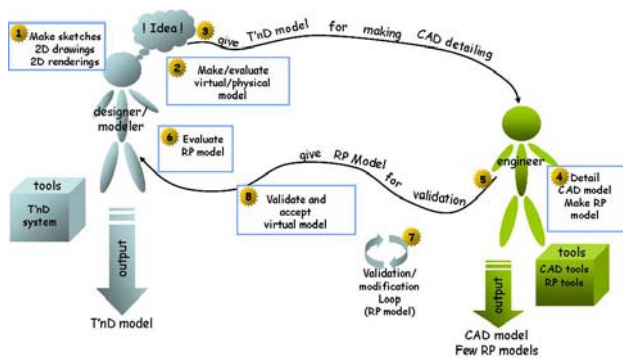 1
Make sketches
2D drawings
2D renderings
! Idea !
3
give T'nD model for making CAD detailing
2
Make/evaluate
virtual/physical
model
designer/
modeler
6
Evaluate
RP model
give RP Model for validation
5
engineer
4
Detail
CAD model
Make RP
model
tools
T'nD
system
8
Validate and
accept
virtual model
7
Validation/
modification
Loop
(RP model)
tools
CAD tools
RP tools
output
T'nD model
output
CAD model
Few RP models